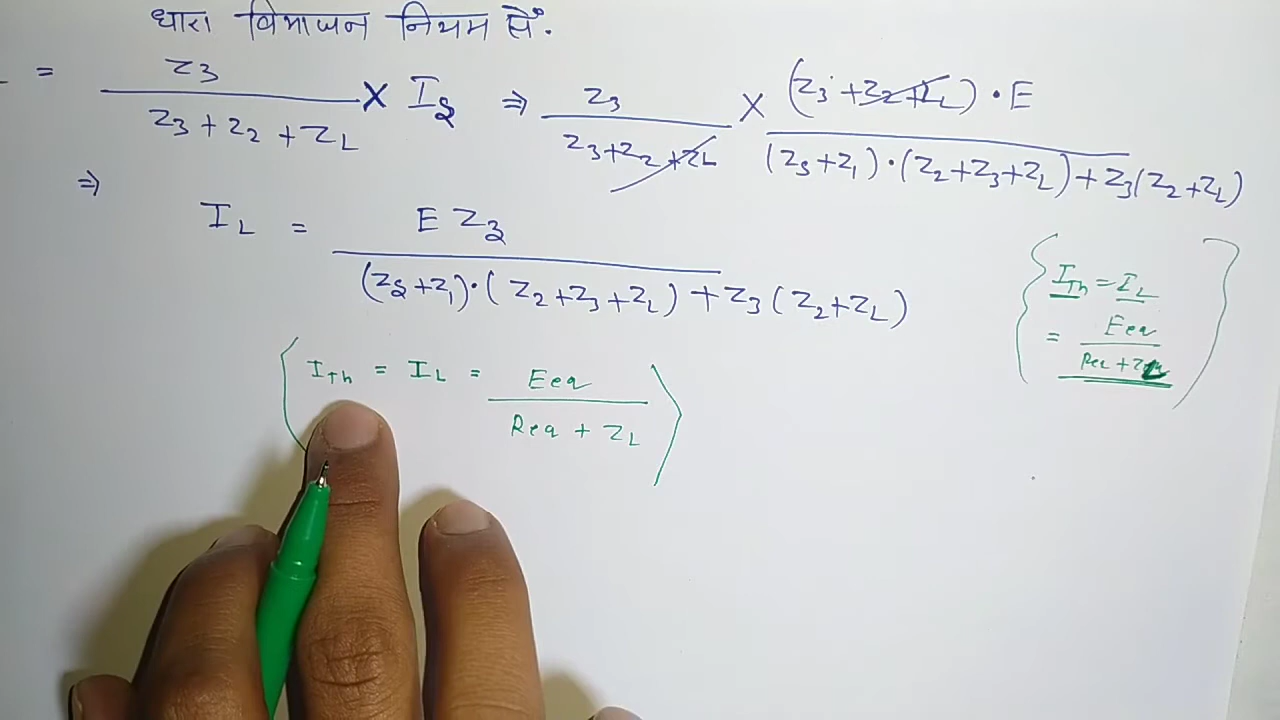 धारा विभाजन नियम से.
= Z3 / (Z3 + Z2 + ZL) × IS ⇒ Z3 / (Z3+Z2+ZL) × (Z3+Z2+ZL)·E / ((ZS+Z1)·(Z2+Z3+ZL)+Z3(Z2+ZL))
⇒
IL = E Z3 / ((ZS+Z1)·(Z2+Z3+ZL)+Z3(Z2+ZL))
ITh = IL
= Eeq / (Req + ZL)
ITh = IL = Eeq / (Req + ZL)